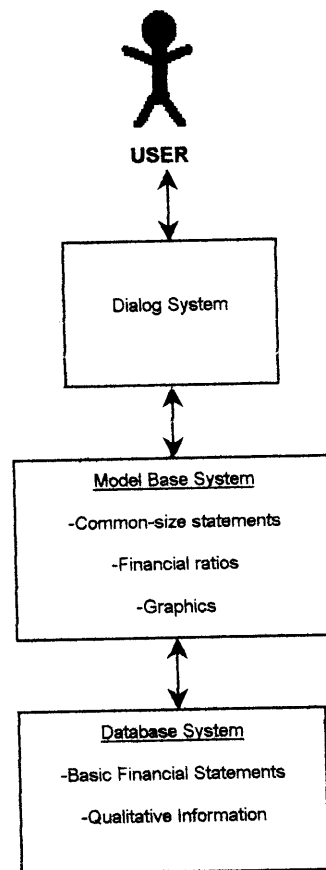 USER
Dialog System
Model Base System
-Common-size statements
-Financial ratios
-Graphics
Database System
-Basic Financial Statements
-Qualitative Information